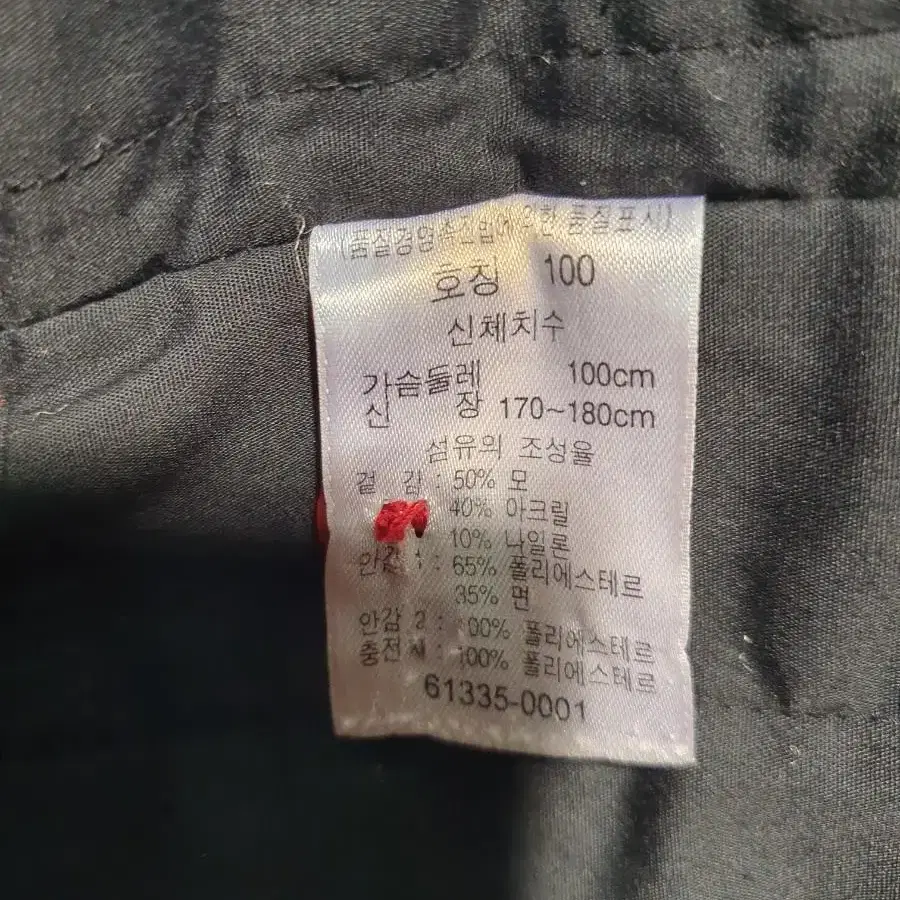 (품질경영촉진법에 의한 품질표시)
호칭 100
신체치수
가슴둘레 100cm
신 장 170~180cm
섬유의 조성율
겉 감 : 50% 모
40% 아크릴
10% 나일론
안감 1 : 65% 폴리에스테르
35% 면
안감 2 : 100% 폴리에스테르
충전재 : 100% 폴리에스테르
61335-0001